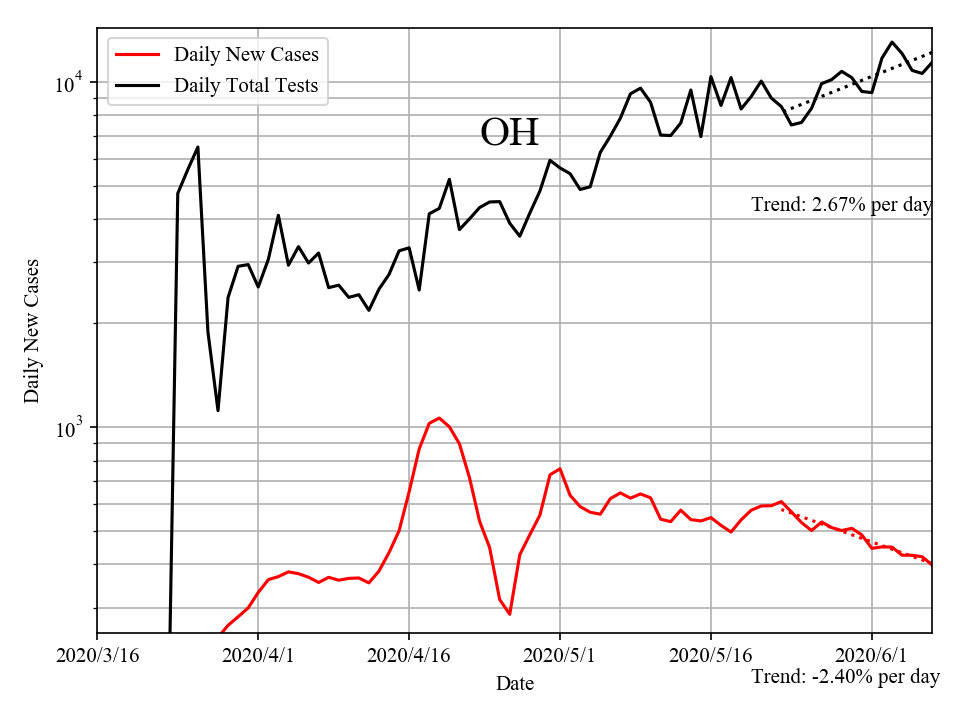 Daily New Cases
Daily Total Tests
10^4
OH
Trend: 2.67% per day
Daily New Cases
10^3
2020/3/16 2020/4/1 2020/4/16 2020/5/1 2020/5/16 2020/6/1
Date
Trend: -2.40% per day